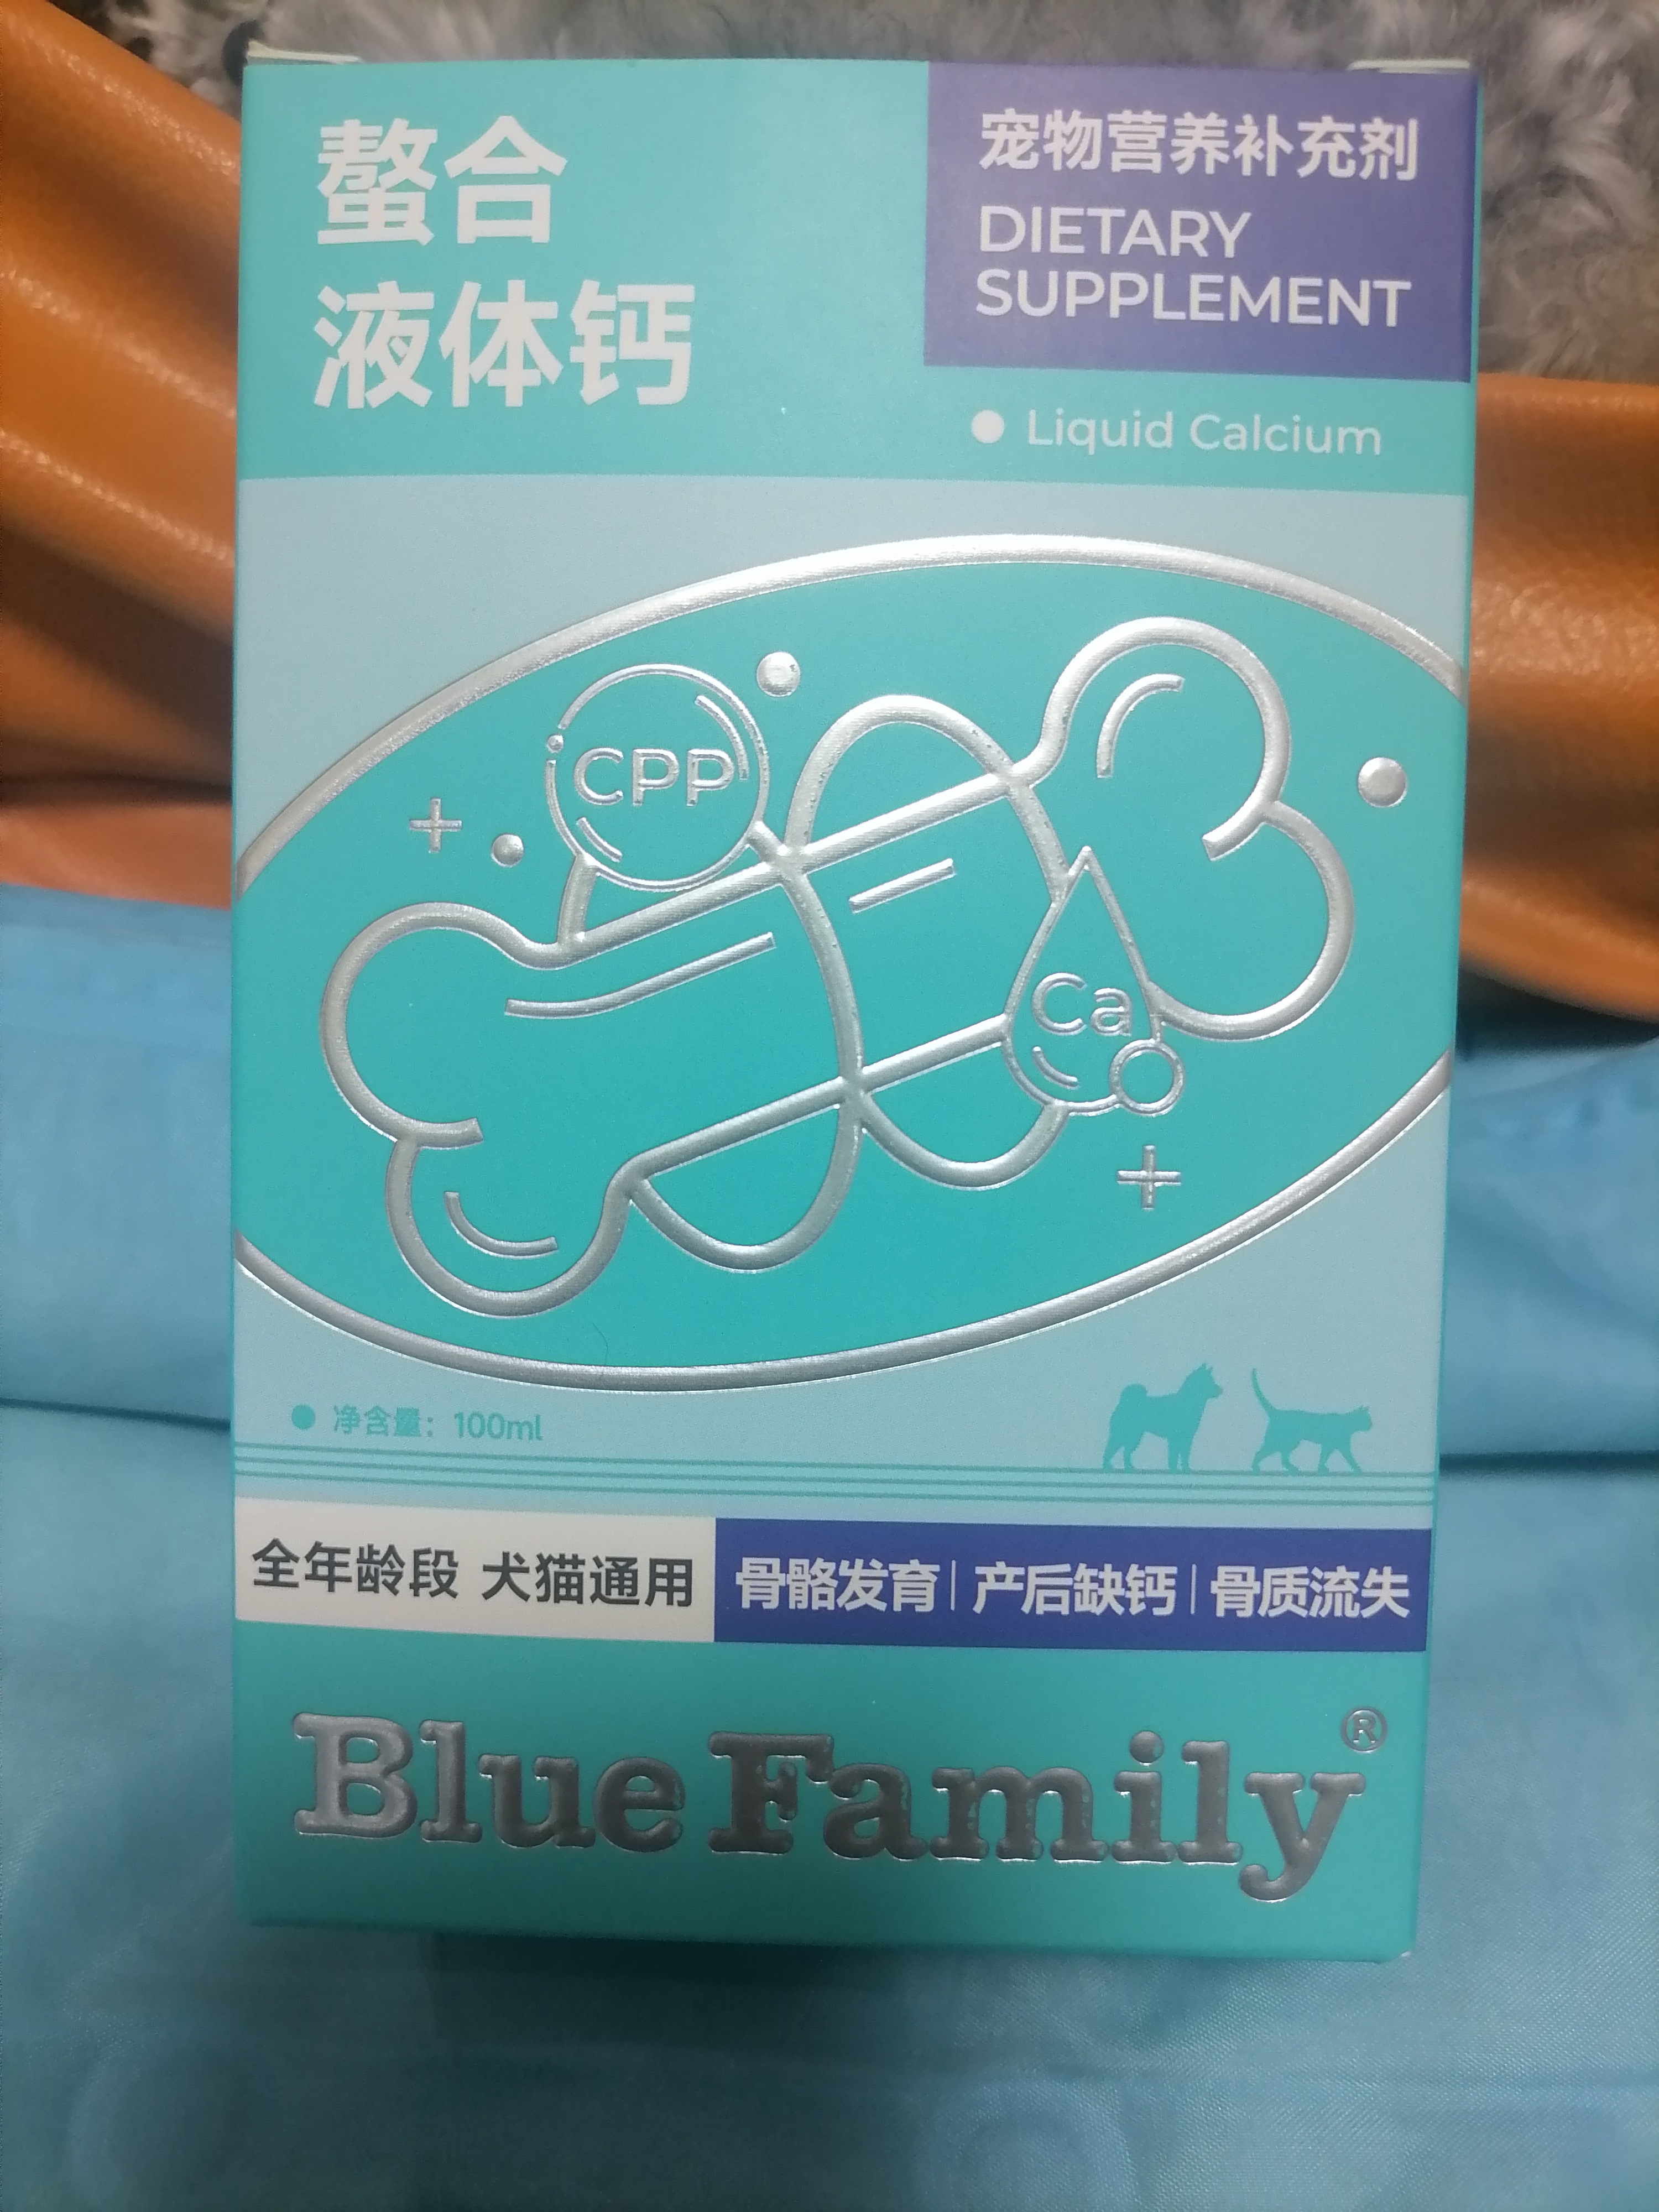 螯合
液体钙
宠物营养补充剂
DIETARY
SUPPLEMENT
Liquid Calcium
CPP
Ca
净含量：100ml
全年龄段 犬猫通用
骨骼发育|产后缺钙|骨质流失
Blue Family®